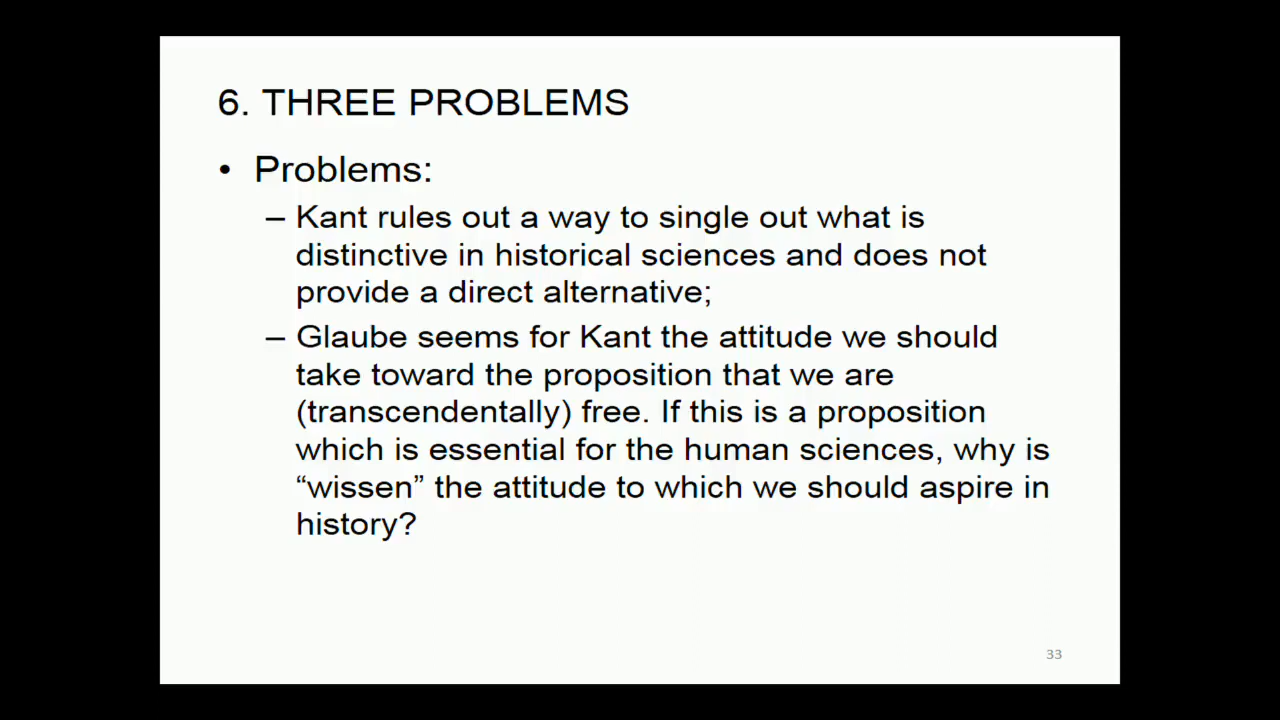 6. THREE PROBLEMS
• Problems:
– Kant rules out a way to single out what is
distinctive in historical sciences and does not
provide a direct alternative;
– Glaube seems for Kant the attitude we should
take toward the proposition that we are
(transcendentally) free. If this is a proposition
which is essential for the human sciences, why is
“wissen” the attitude to which we should aspire in
history?
33